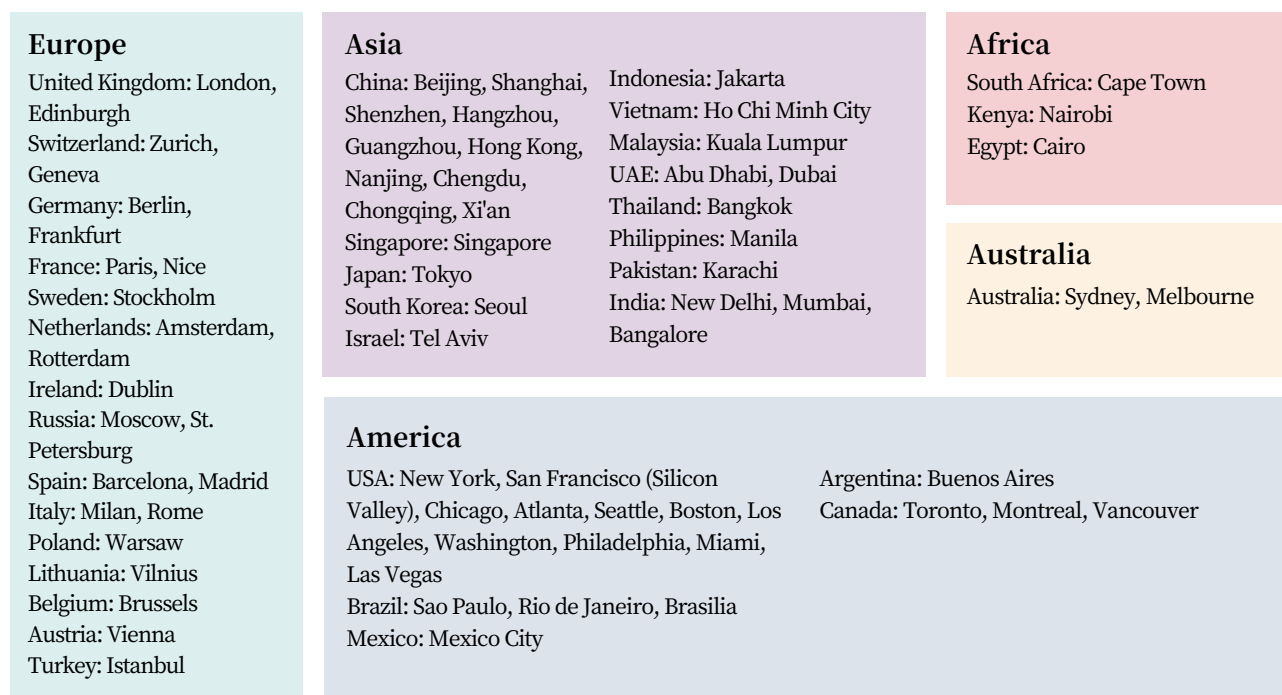 Europe
United Kingdom: London,
Edinburgh
Switzerland: Zurich,
Geneva
Germany: Berlin,
Frankfurt
France: Paris, Nice
Sweden: Stockholm
Netherlands: Amsterdam,
Rotterdam
Ireland: Dublin
Russia: Moscow, St.
Petersburg
Spain: Barcelona, Madrid
Italy: Milan, Rome
Poland: Warsaw
Lithuania: Vilnius
Belgium: Brussels
Austria: Vienna
Turkey: Istanbul
Asia
China: Beijing, Shanghai,
Shenzhen, Hangzhou,
Guangzhou, Hong Kong,
Nanjing, Chengdu,
Chongqing, Xi'an
Singapore: Singapore
Japan: Tokyo
South Korea: Seoul
Israel: Tel Aviv
Indonesia: Jakarta
Vietnam: Ho Chi Minh City
Malaysia: Kuala Lumpur
UAE: Abu Dhabi, Dubai
Thailand: Bangkok
Philippines: Manila
Pakistan: Karachi
India: New Delhi, Mumbai,
Bangalore
Africa
South Africa: Cape Town
Kenya: Nairobi
Egypt: Cairo
Australia
Australia: Sydney, Melbourne
America
USA: New York, San Francisco (Silicon
Valley), Chicago, Atlanta, Seattle, Boston, Los
Angeles, Washington, Philadelphia, Miami,
Las Vegas
Brazil: Sao Paulo, Rio de Janeiro, Brasilia
Mexico: Mexico City
Argentina: Buenos Aires
Canada: Toronto, Montreal, Vancouver